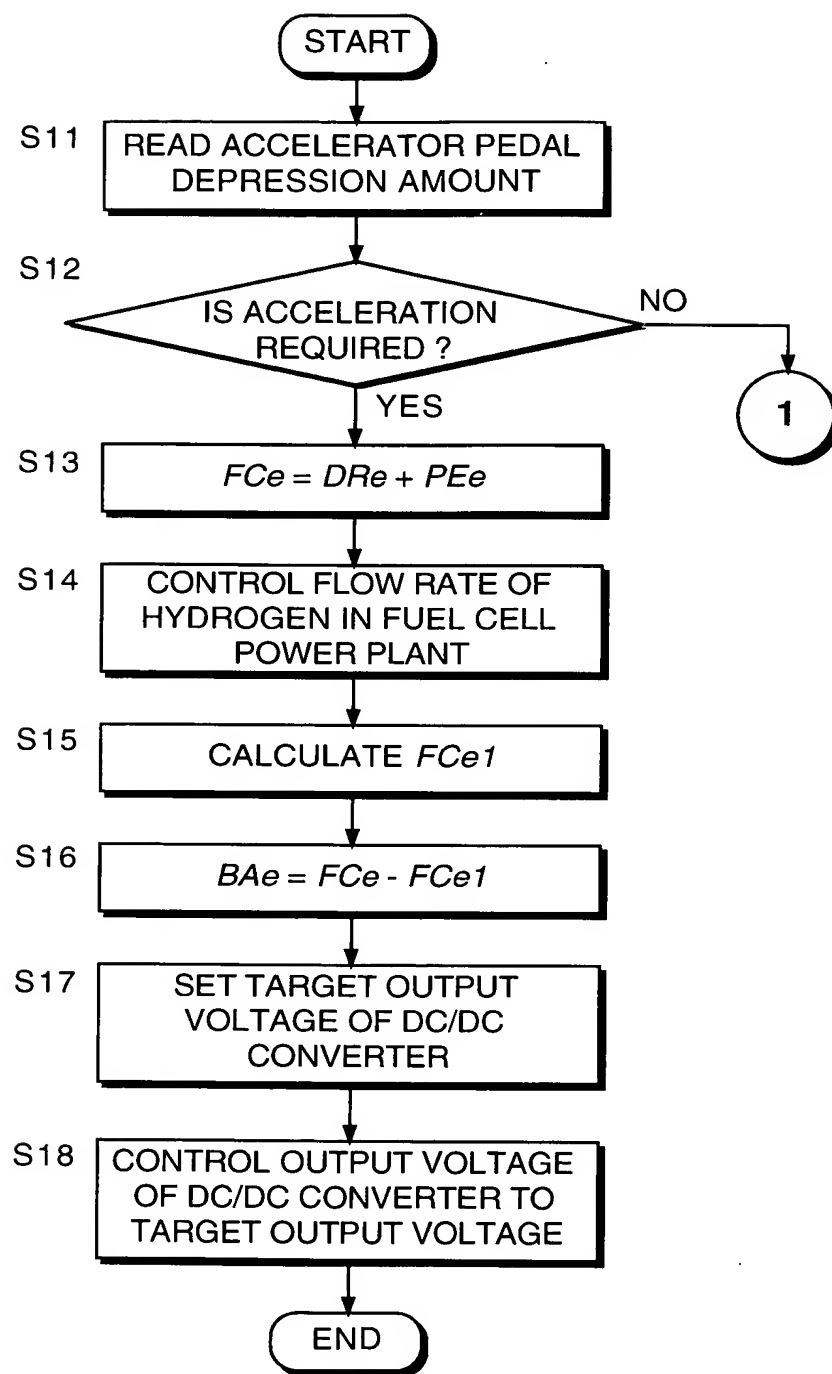 START
S11
READ ACCELERATOR PEDAL
DEPRESSION AMOUNT
S12
IS ACCELERATION
REQUIRED ?
NO
1
YES
S13
FCe = DRe + PEe
S14
CONTROL FLOW RATE OF
HYDROGEN IN FUEL CELL
POWER PLANT
S15
CALCULATE FCe1
S16
BAe = FCe - FCe1
S17
SET TARGET OUTPUT
VOLTAGE OF DC/DC
CONVERTER
S18
CONTROL OUTPUT VOLTAGE
OF DC/DC CONVERTER TO
TARGET OUTPUT VOLTAGE
END